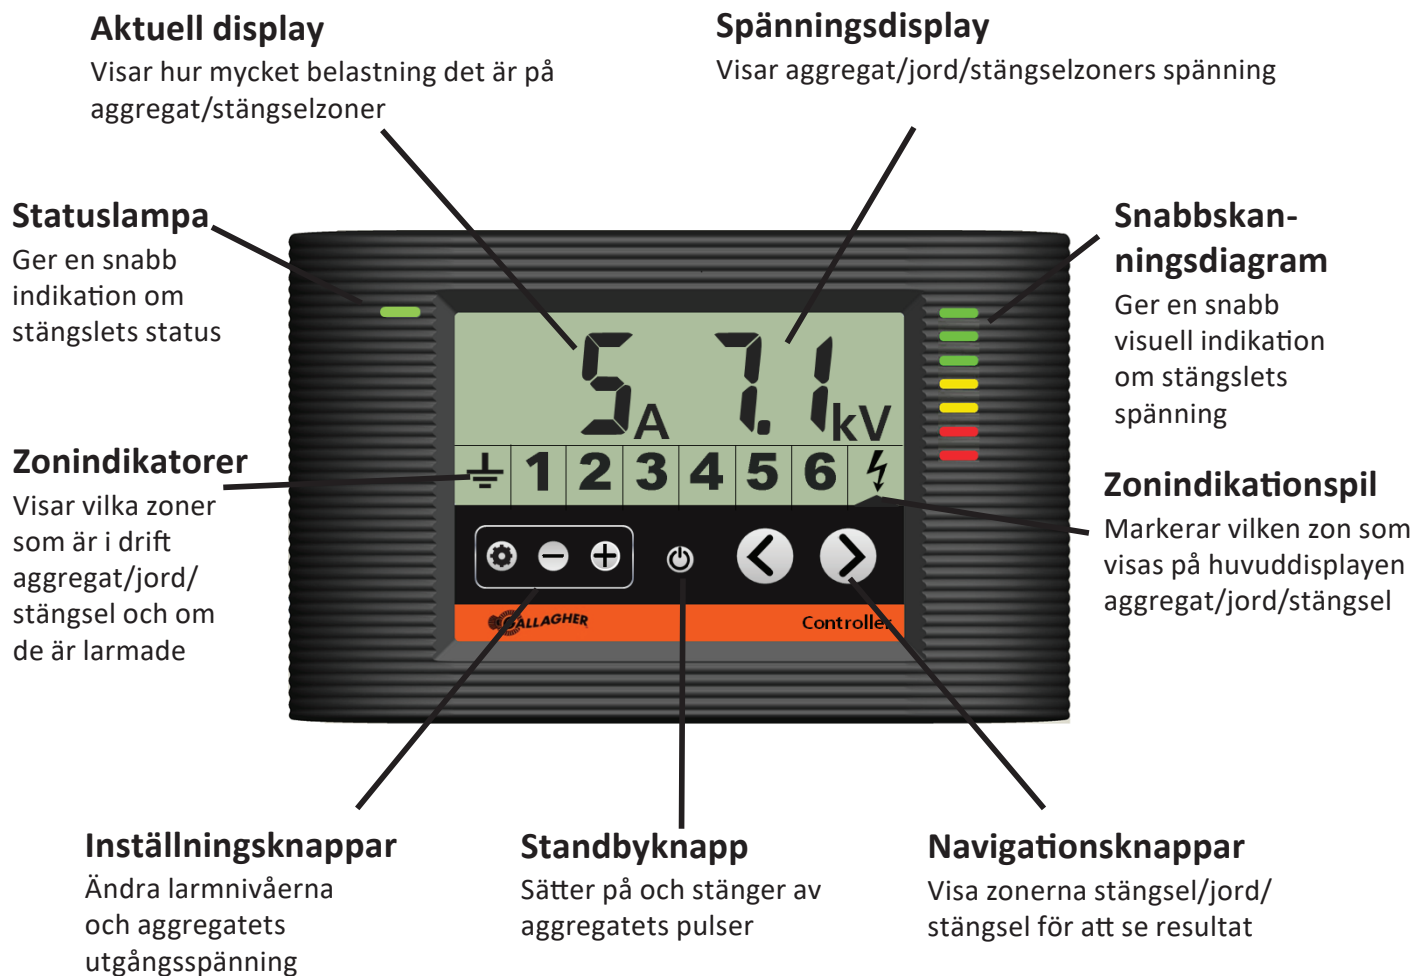 Aktuell display
Visar hur mycket belastning det är på
aggregat/stängselzoner
Spänningsdisplay
Visar aggregat/jord/stängselzoners spänning
Statuslampa
Ger en snabb
indikation om
stängslets status
Snabbskan-
ningsdiagram
Ger en snabb
visuell indikation
om stängslets
spänning
5A 7.1kV
1 2 3 4 5 6
Zonindikatorer
Visar vilka zoner
som är i drift
aggregat/jord/
stängsel och om
de är larmade
Zonindikationspil
Markerar vilken zon som
visas på huvuddisplayen
aggregat/jord/stängsel
GALLAGHER
Controller
Inställningsknappar
Ändra larmnivåerna
och aggregatets
utgångsspänning
Standbyknapp
Sätter på och stänger av
aggregatets pulser
Navigationsknappar
Visa zonerna stängsel/jord/
stängsel för att se resultat